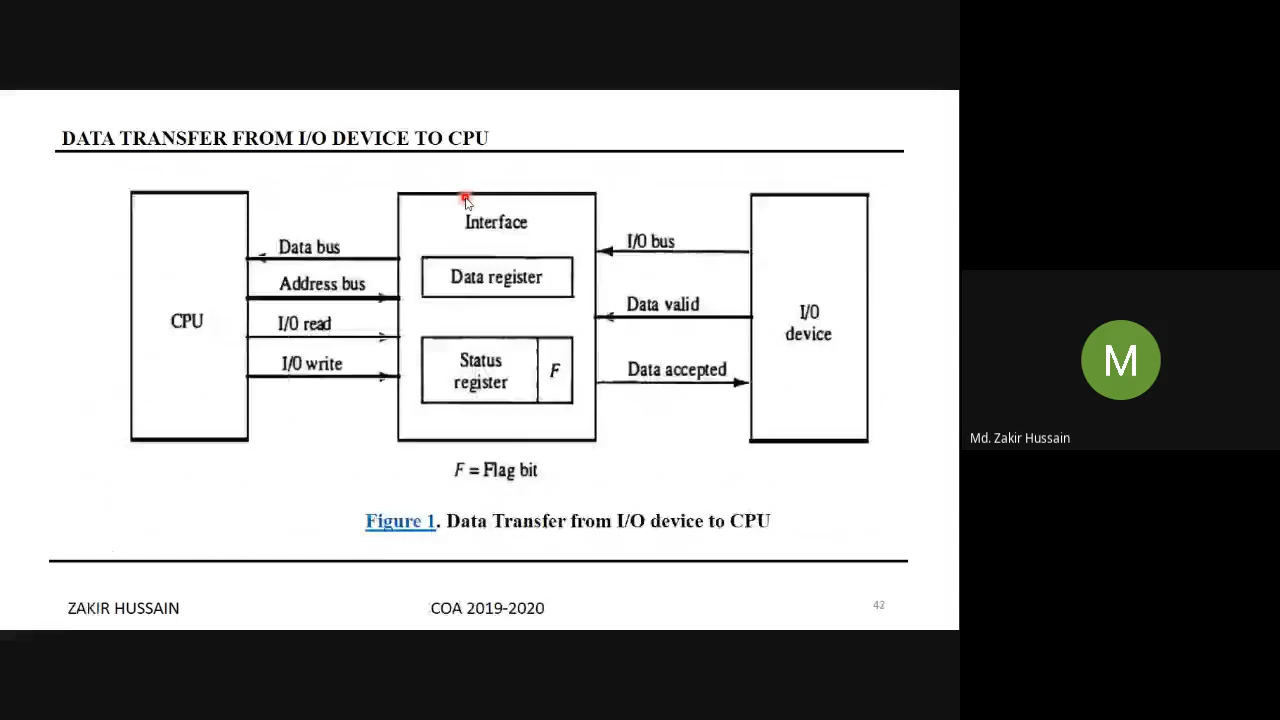 DATA TRANSFER FROM I/O DEVICE TO CPU
CPU
Data bus
Address bus
I/O read
I/O write
Interface
Data register
Status
register
F
I/O bus
Data valid
Data accepted
I/O
device
F = Flag bit
Figure 1. Data Transfer from I/O device to CPU
ZAKIR HUSSAIN
COA 2019-2020
42
M
Md. Zakir Hussain